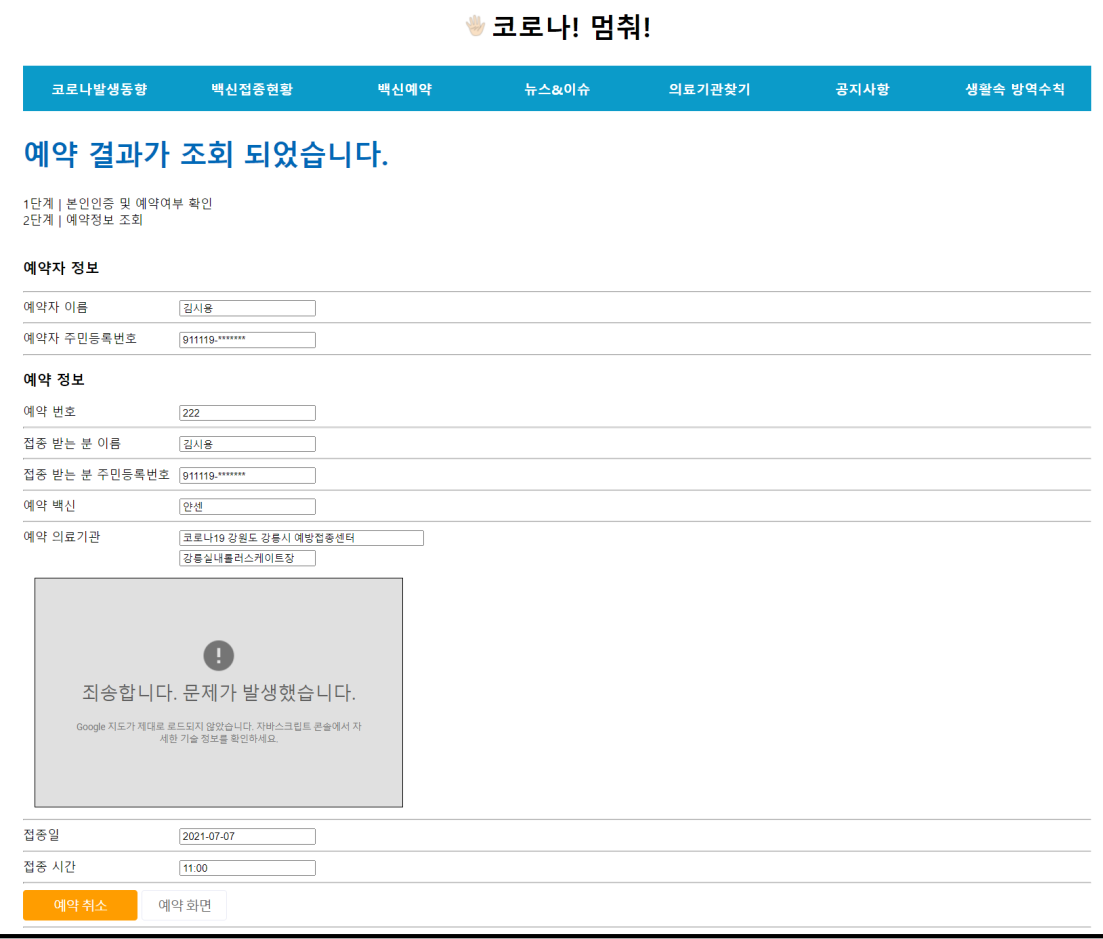 코로나! 멈춰!
코로나발생동향 백신접종현황 백신예약 뉴스&이슈 의료기관찾기 공지사항 생활속 방역수칙
예약 결과가 조회 되었습니다.
1단계 | 본인인증 및 예약여부 확인
2단계 | 예약정보 조회
예약자 정보
예약자 이름 김시용
예약자 주민등록번호 911119-*******
예약 정보
예약 번호 222
접종 받는 분 이름 김시용
접종 받는 분 주민등록번호 911119-*******
예약 백신 얀센
예약 의료기관 코로나19 강원도 강릉시 예방접종센터
강릉실내롤러스케이트장
죄송합니다. 문제가 발생했습니다.
Google 지도가 제대로 로드되지 않았습니다. 자바스크립트 콘솔에서 자
세한 기술 정보를 확인하세요.
접종일 2021-07-07
접종 시간 11:00
예약 취소 예약 화면